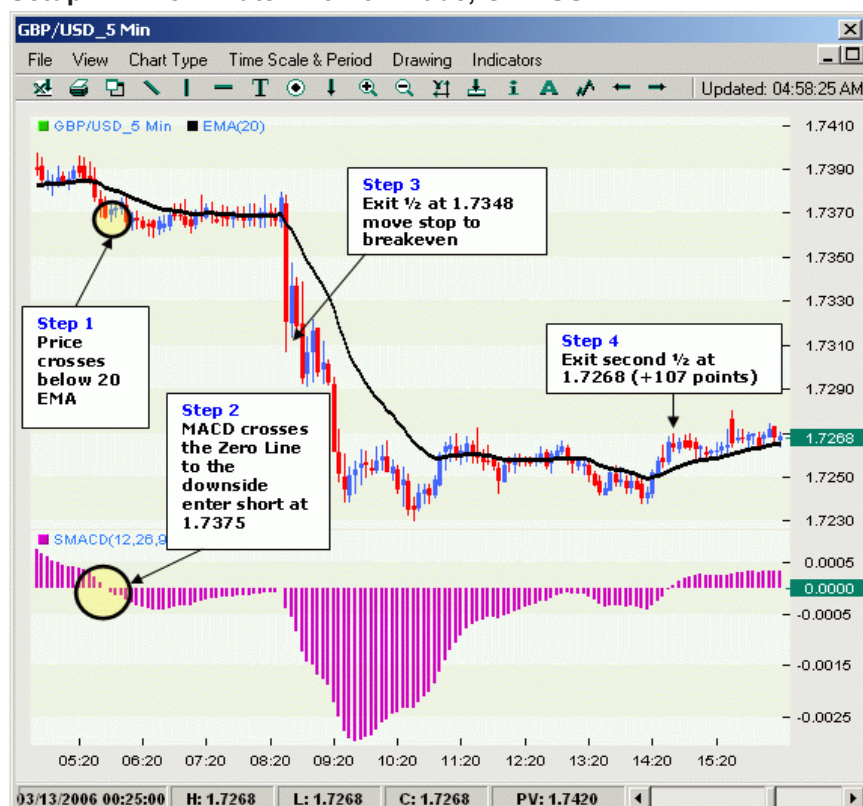 GBP/USD_5 Min
File View Chart Type Time Scale & Period Drawing Indicators
Updated: 04:58:25 AM
GBP/USD_5 Min EMA(20)
1.7410
1.7390
1.7370
1.7350
1.7330
1.7310
1.7290
1.7268
1.7250
1.7230
Step 3
Exit ½ at 1.7348
move stop to
breakeven
Step 1
Price
crosses
below 20
EMA
Step 4
Exit second ½ at
1.7268 (+107 points)
Step 2
MACD crosses
the Zero Line
to the
downside
enter short at
1.7375
SMACD(12,26,9
0.0005
0.0000
-0.0005
-0.0015
-0.0025
05:20 06:20 07:20 08:20 09:20 10:20 11:20 12:20 13:20 14:20 15:20
03/13/2006 00:25:00 H: 1.7268 L: 1.7268 C: 1.7268 PV: 1.7420